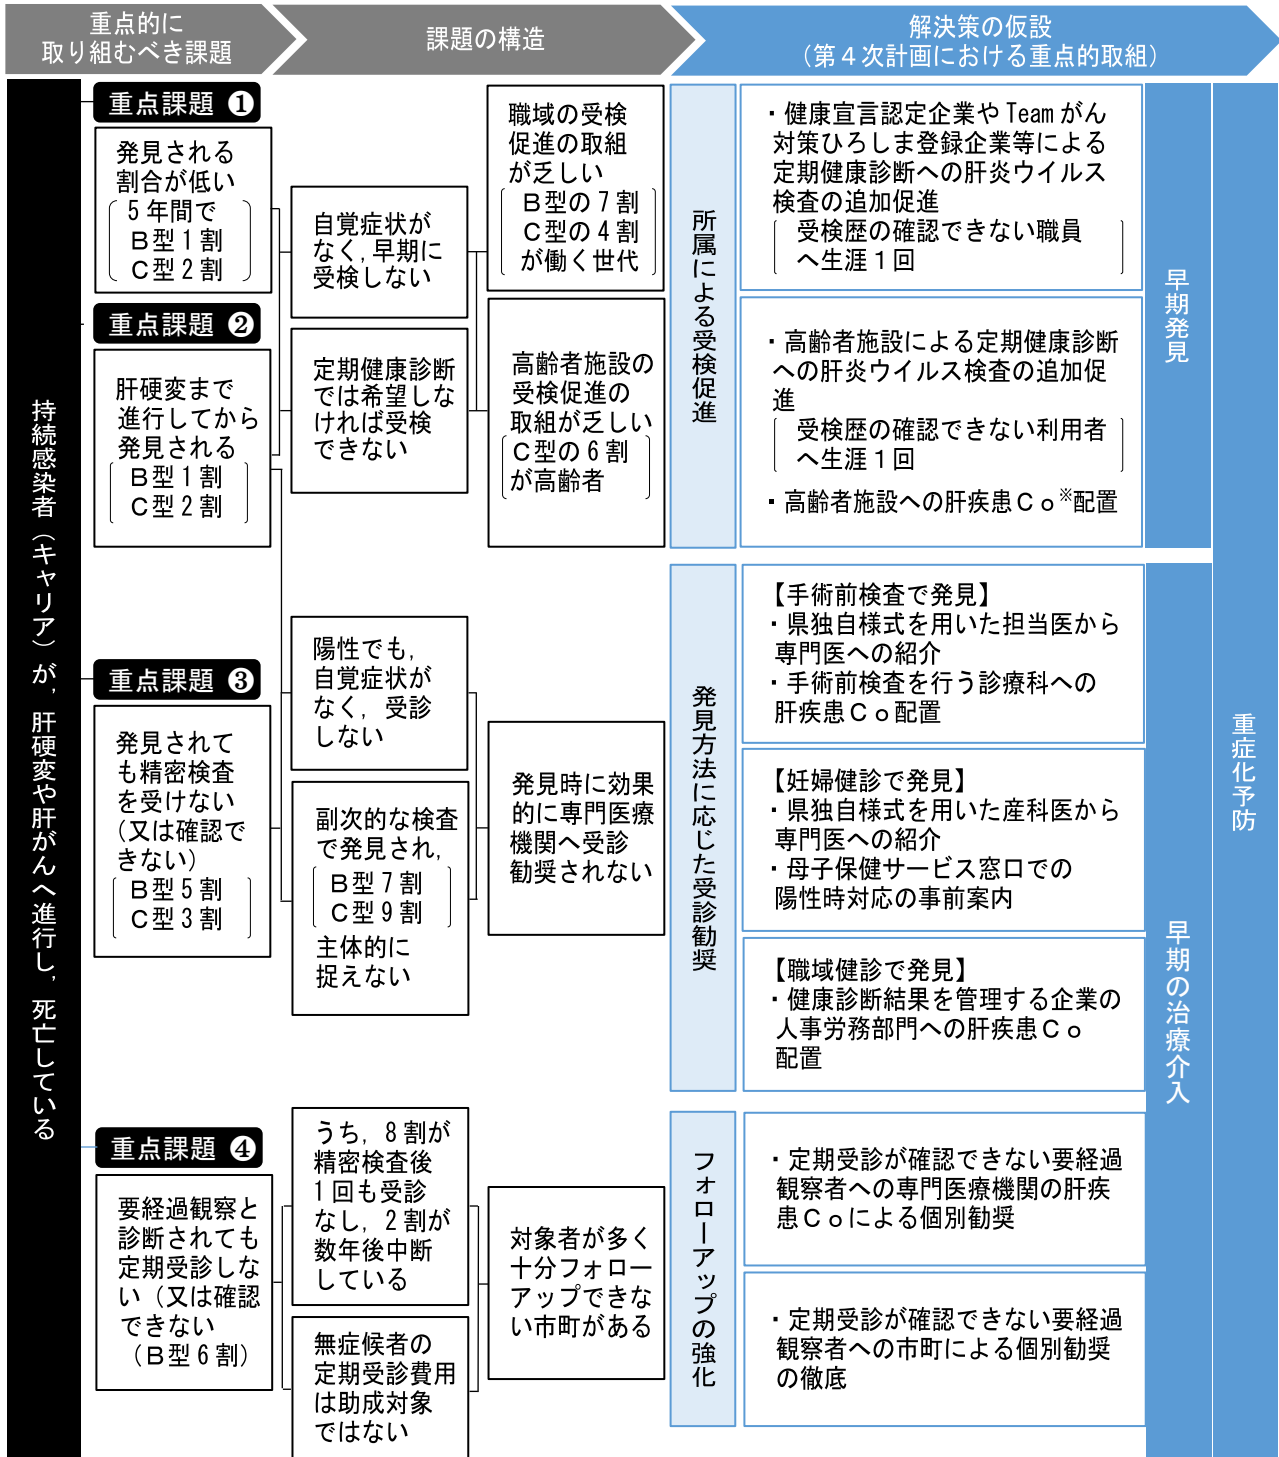 重点的に
取り組むべき課題
課題の構造
解決策の仮設
（第４次計画における重点的取組）
持続感染者（キャリア）が，肝硬変や肝がんへ進行し，死亡している
重点課題 ❶
発見される
割合が低い
５年間で
Ｂ型１割
Ｃ型２割
重点課題 ❷
肝硬変まで
進行してから
発見される
Ｂ型１割
Ｃ型２割
自覚症状が
なく，早期に
受検しない
定期健康診断
では希望しな
ければ受検
できない
職域の受検
促進の取組
が乏しい
Ｂ型の７割
Ｃ型の４割
が働く世代
高齢者施設の
受検促進の
取組が乏しい
Ｃ型の６割
が高齢者
所属による受検促進
・健康宣言認定企業や Team がん
対策ひろしま登録企業等による
定期健康診断への肝炎ウイルス
検査の追加促進
受検歴の確認できない職員
へ生涯１回
・高齢者施設による定期健康診断
への肝炎ウイルス検査の追加促
進
受検歴の確認できない利用者
へ生涯１回
・高齢者施設への肝疾患Ｃｏ※配置
早期発見
重点課題 ❸
発見されて
も精密検査
を受けない
（又は確認で
きない）
Ｂ型５割
Ｃ型３割
陽性でも，
自覚症状が
なく，受診
しない
副次的な検査
で発見され，
Ｂ型７割
Ｃ型９割
主体的に
捉えない
発見時に効果
的に専門医療
機関へ受診
勧奨されない
発見方法に応じた受診勧奨
【手術前検査で発見】
・県独自様式を用いた担当医から
専門医への紹介
・手術前検査を行う診療科への
肝疾患Ｃｏ配置
【妊婦健診で発見】
・県独自様式を用いた産科医から
専門医への紹介
・母子保健サービス窓口での
陽性時対応の事前案内
【職域健診で発見】
・健康診断結果を管理する企業の
人事労務部門への肝疾患Ｃｏ
配置
重点課題 ❹
要経過観察と
診断されても
定期受診しな
い（又は確認
できない
（Ｂ型６割）
うち，８割が
精密検査後
１回も受診
なし，２割が
数年後中断
している
無症候者の
定期受診費用
は助成対象
ではない
対象者が多く
十分フォロー
アップできな
い市町がある
フォローアップの強化
・定期受診が確認できない要経過
観察者への専門医療機関の肝疾
患Ｃｏによる個別勧奨
・定期受診が確認できない要経過
観察者への市町による個別勧奨
の徹底
早期の治療介入
重症化予防